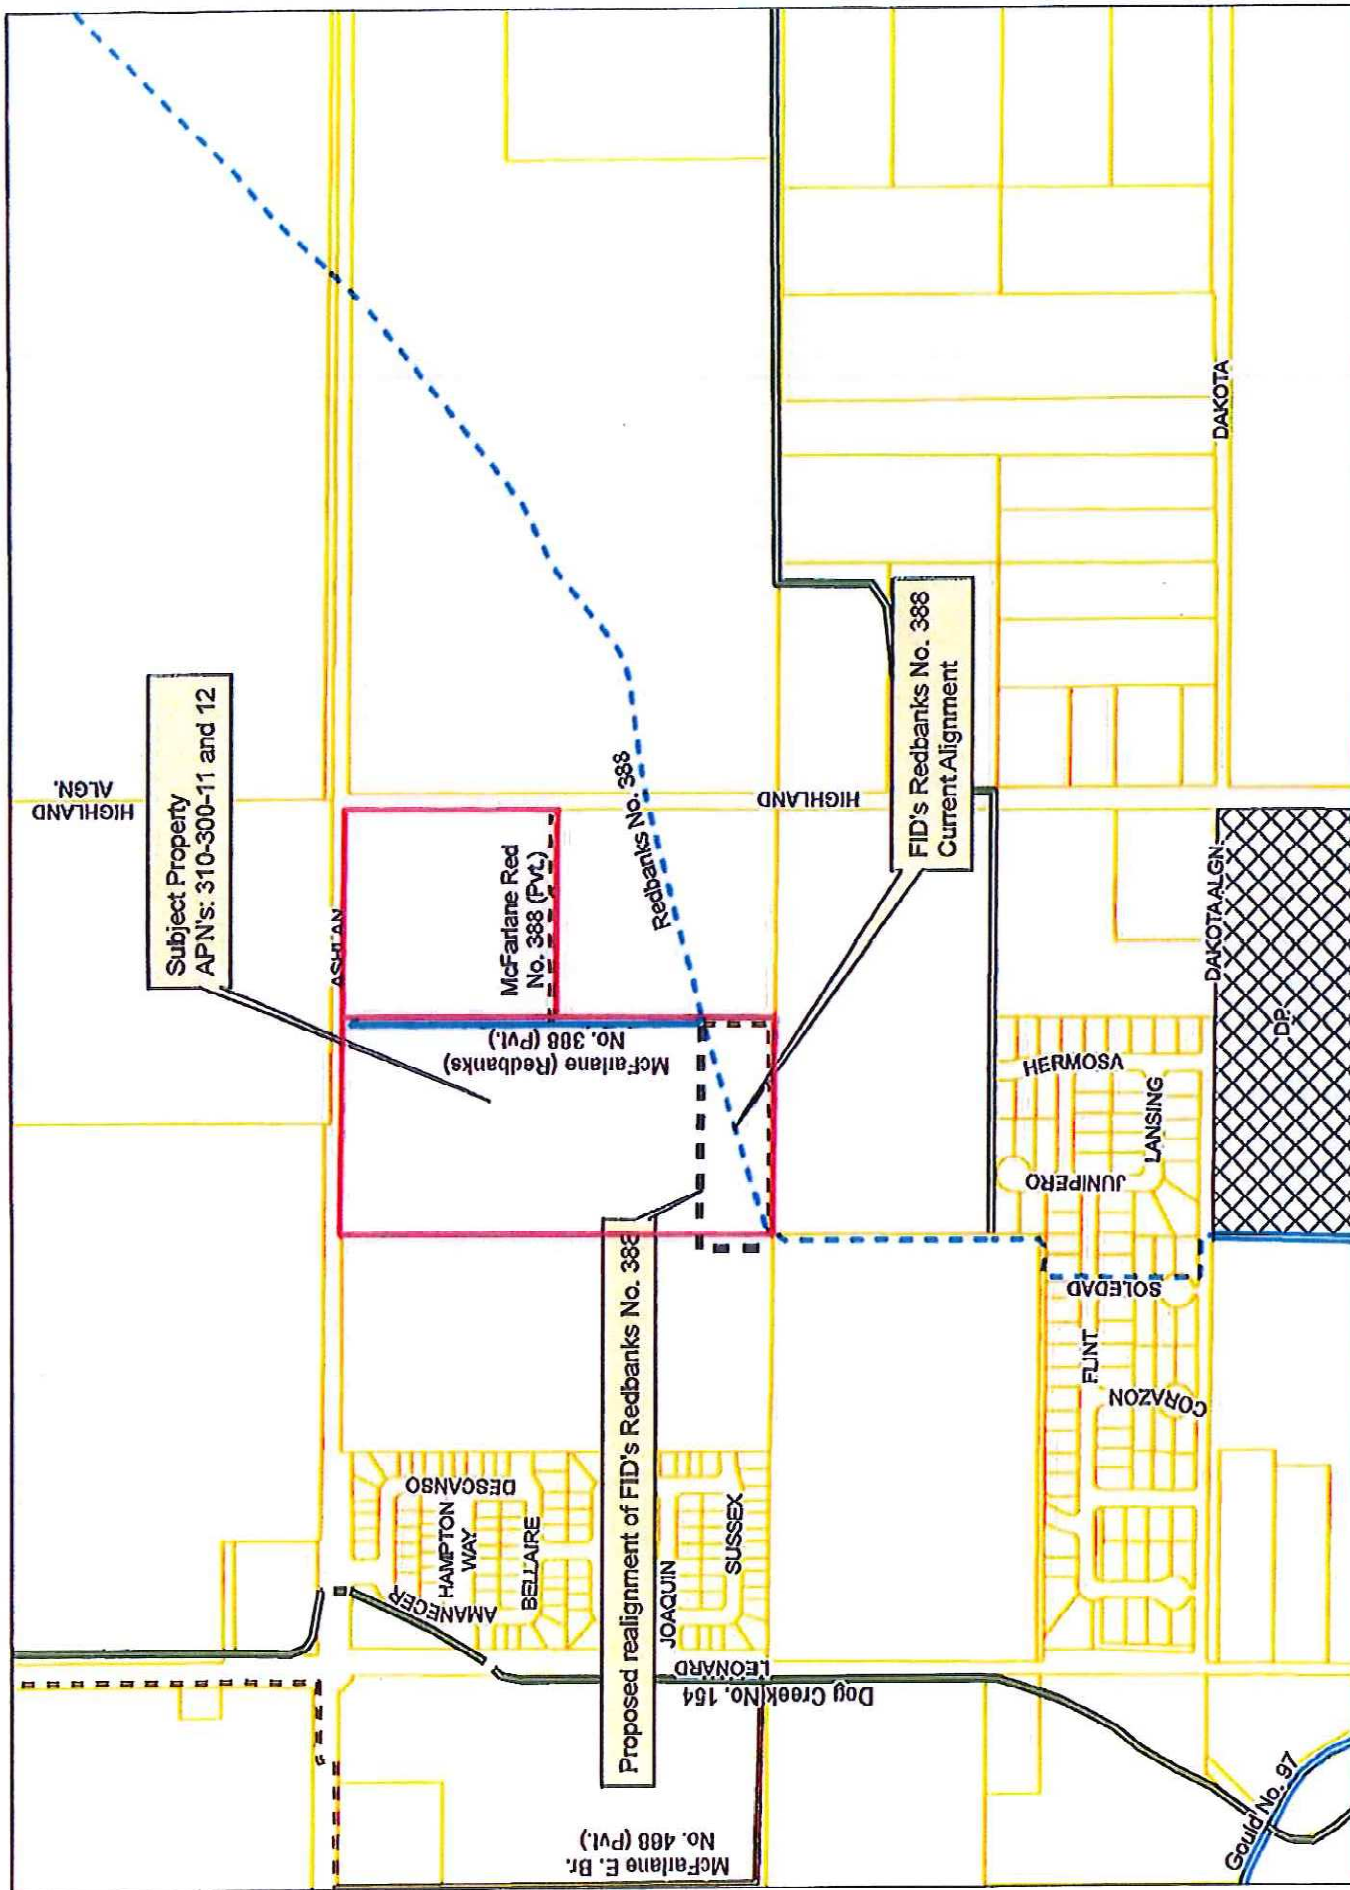 HIGHLAND
ALGN.
Subject Property
APN's: 310-300-11 and 12
ASHLAN
McFarlane Red
No. 388 (Pvt.)
McFarlane (Redbanks)
No. 388 (Pvt.)
Redbanks No. 388
HIGHLAND
FID's Redbanks No. 388
Current Alignment
DAKOTA
DAKOTA ALGN.
DP.
HERMOSA
LANSING
JUNIPERO
SOLEDAD
FLINT
CORAZON
Proposed realignment of FID's Redbanks No. 388
DESCANSO
HAMPTON
WAY
BELLAIRE
AMANECER
JOAQUIN
SUSSEX
LEONARD
Dog Creek No. 154
McFarlane E. Br.
No. 468 (Pvt.)
Gould No. 97